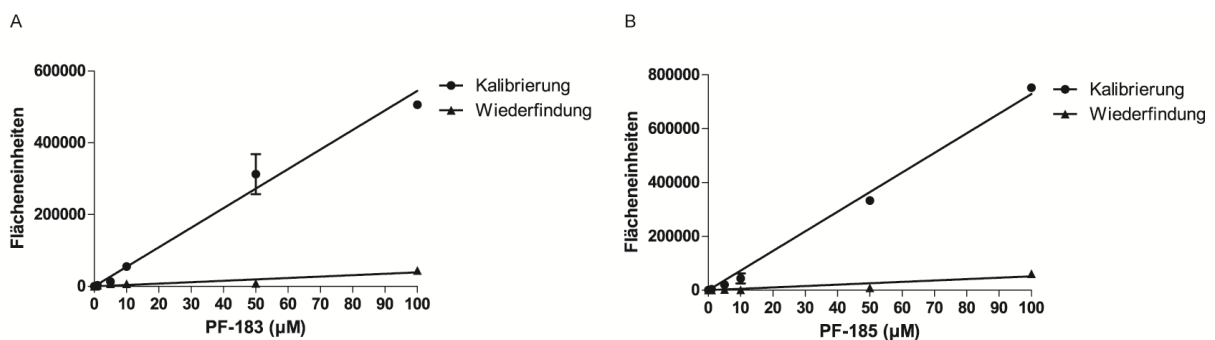 A
Flächeneinheiten
600000
400000
200000
0
0 10 20 30 40 50 60 70 80 90 100
PF-183 (µM)
Kalibrierung
Wiederfindung
B
Flächeneinheiten
800000
600000
400000
200000
0
0 10 20 30 40 50 60 70 80 90 100
PF-185 (µM)
Kalibrierung
Wiederfindung